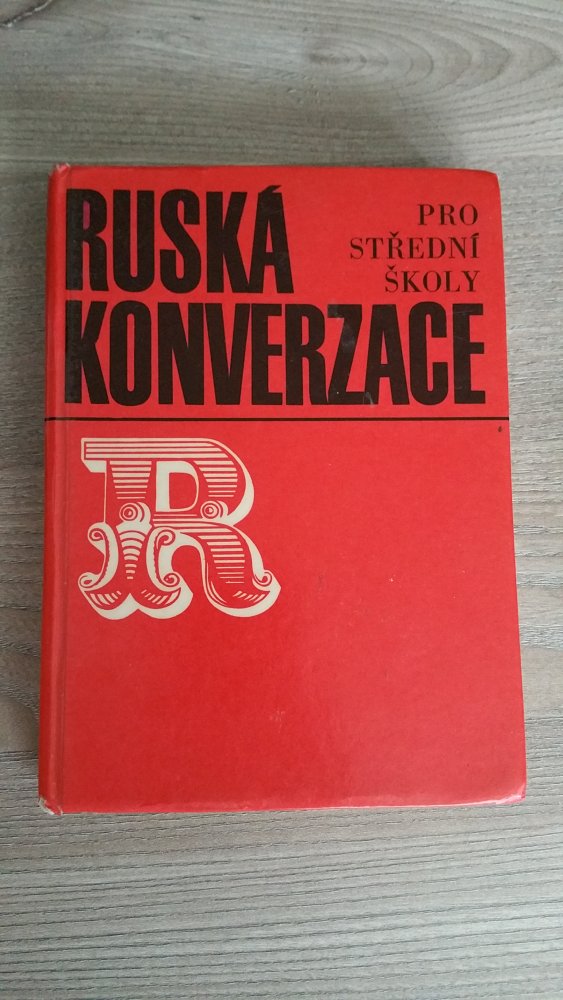 RUSKÁ
KONVERZACE
PRO
STŘEDNÍ
ŠKOLY
R